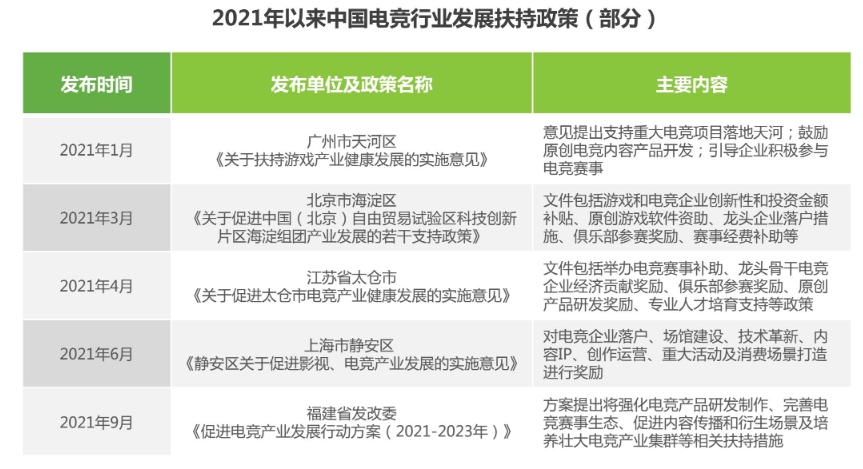 2021年以来中国电竞行业发展扶持政策（部分）
发布时间
发布单位及政策名称
主要内容
2021年1月
广州市天河区
《关于扶持游戏产业健康发展的实施意见》
意见提出支持重大电竞项目落地天河；鼓励
原创电竞内容产品开发；引导企业积极参与
电竞赛事
2021年3月
北京市海淀区
《关于促进中国（北京）自由贸易试验区科技创新
片区海淀组团产业发展的若干支持政策》
文件包括游戏和电竞企业创新性和投资金额
补贴、原创游戏软件资助、龙头企业落户措
施、俱乐部参赛奖励、赛事经费补助等
2021年4月
江苏省太仓市
《关于促进太仓市电竞产业健康发展的实施意见》
文件包括举办电竞赛事补助、龙头骨干电竞
企业经济贡献奖励、俱乐部参赛奖励、原创
产品研发奖励、专业人才培育支持等政策
2021年6月
上海市静安区
《静安区关于促进影视、电竞产业发展的实施意见》
对电竞企业落户、场馆建设、技术革新、内
容IP、创作运营、重大活动及消费场景打造
进行奖励
2021年9月
福建省发改委
《促进电竞产业发展行动方案（2021-2023年）》
方案提出将强化电竞产品研发制作、完善电
竞赛事生态、促进内容传播和衍生场景及培
养壮大电竞产业集群等相关扶持措施